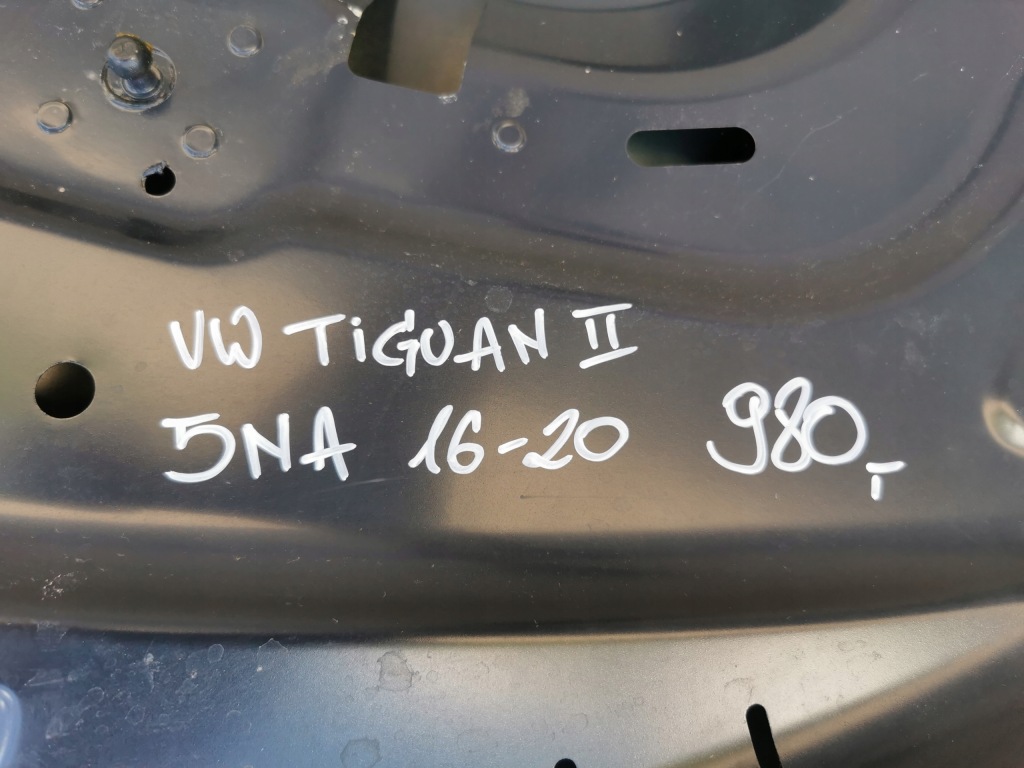 VW TiGUAN II
5NA 16-20 980,-